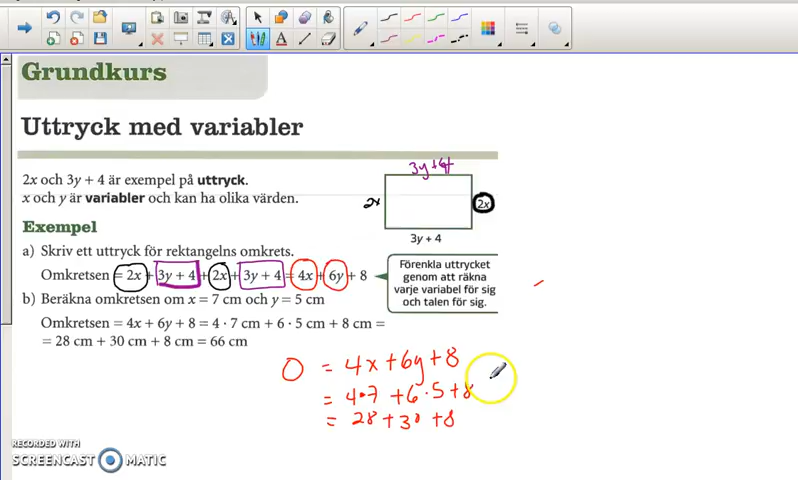 Grundkurs
Uttryck med variabler
2x och 3y + 4 är exempel på uttryck.
x och y är variabler och kan ha olika värden.
3y+4
2x
2x
3y + 4
Exempel
a) Skriv ett uttryck för rektangelns omkrets.
Omkretsen = 2x + 3y + 4 + 2x + 3y + 4 = 4x + 6y + 8
Förenkla uttrycket
genom att räkna
varje variabel för sig
och talen för sig.
b) Beräkna omkretsen om x = 7 cm och y = 5 cm
Omkretsen = 4x + 6y + 8 = 4 · 7 cm + 6 · 5 cm + 8 cm =
= 28 cm + 30 cm + 8 cm = 66 cm
O = 4x+6y+8
= 4·7 +6·5+8
= 28+30+8
RECORDED WITH
SCREENCAST MATIC